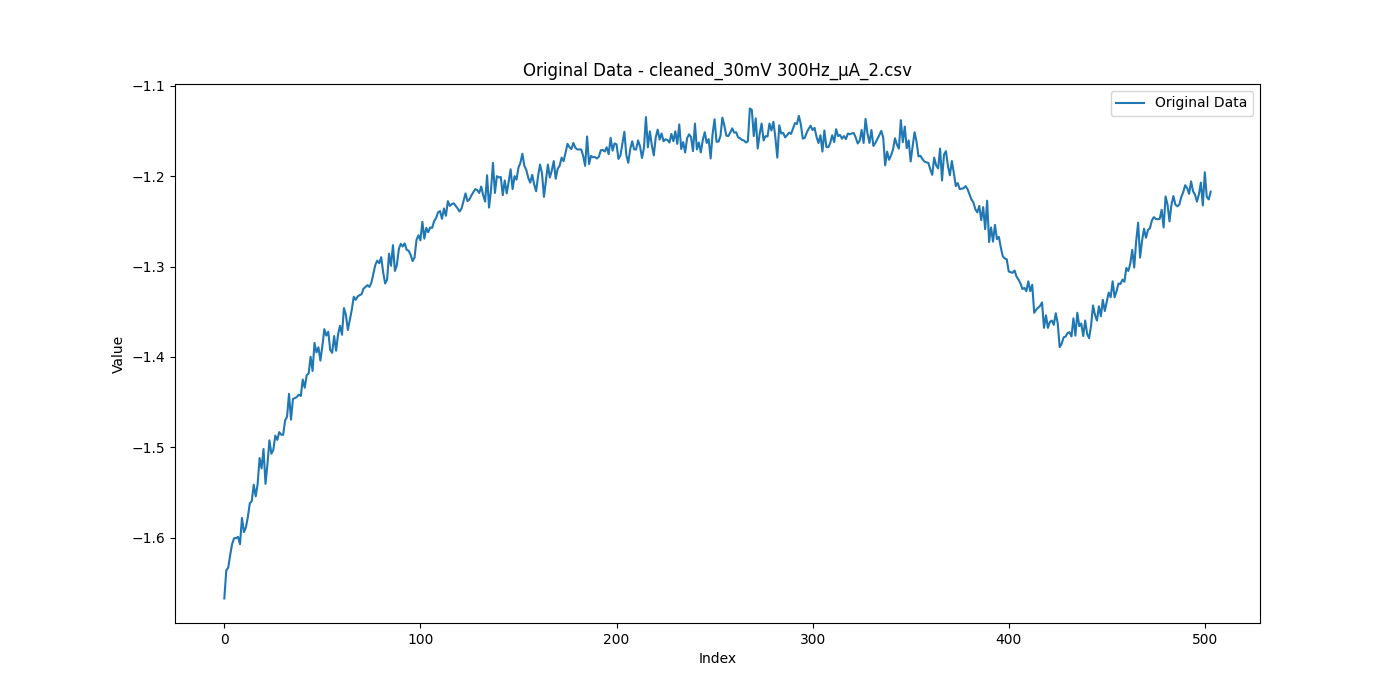 Original Data - cleaned_30mV 300Hz_µA_2.csv
Original Data
−1.1
−1.2
−1.3
−1.4
−1.5
−1.6
Value
0 100 200 300 400 500
Index